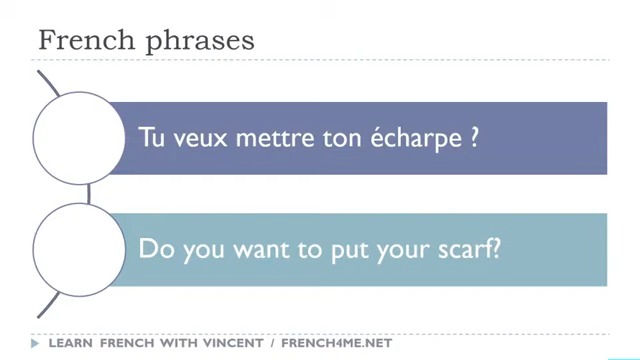 French phrases
Tu veux mettre ton écharpe ?
Do you want to put your scarf?
LEARN FRENCH WITH VINCENT / FRENCH4ME.NET